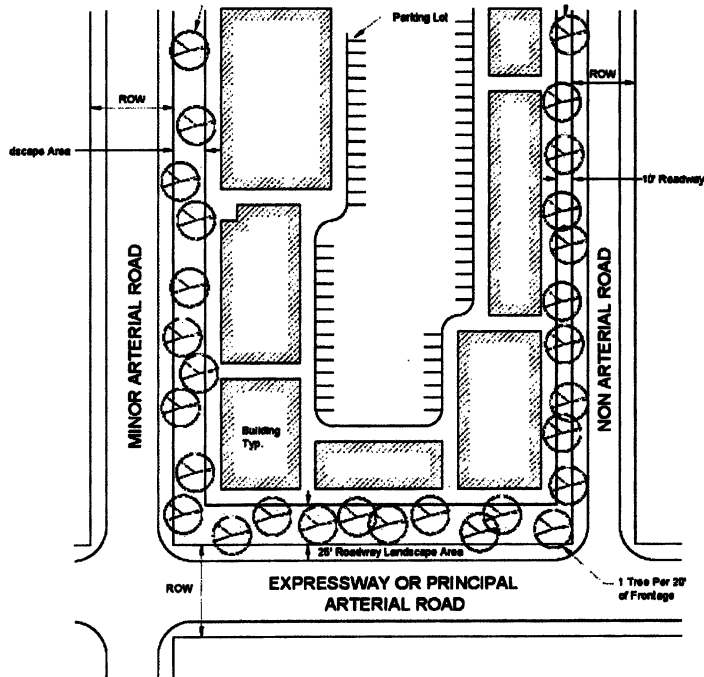 Parking Lot
ROW
ROW
dscape Area
10' Roadway
MINOR ARTERIAL ROAD
NON ARTERIAL ROAD
Building
Typ.
25' Roadway Landscape Area
ROW
EXPRESSWAY OR PRINCIPAL
ARTERIAL ROAD
1 Tree Per 20'
of Frontage